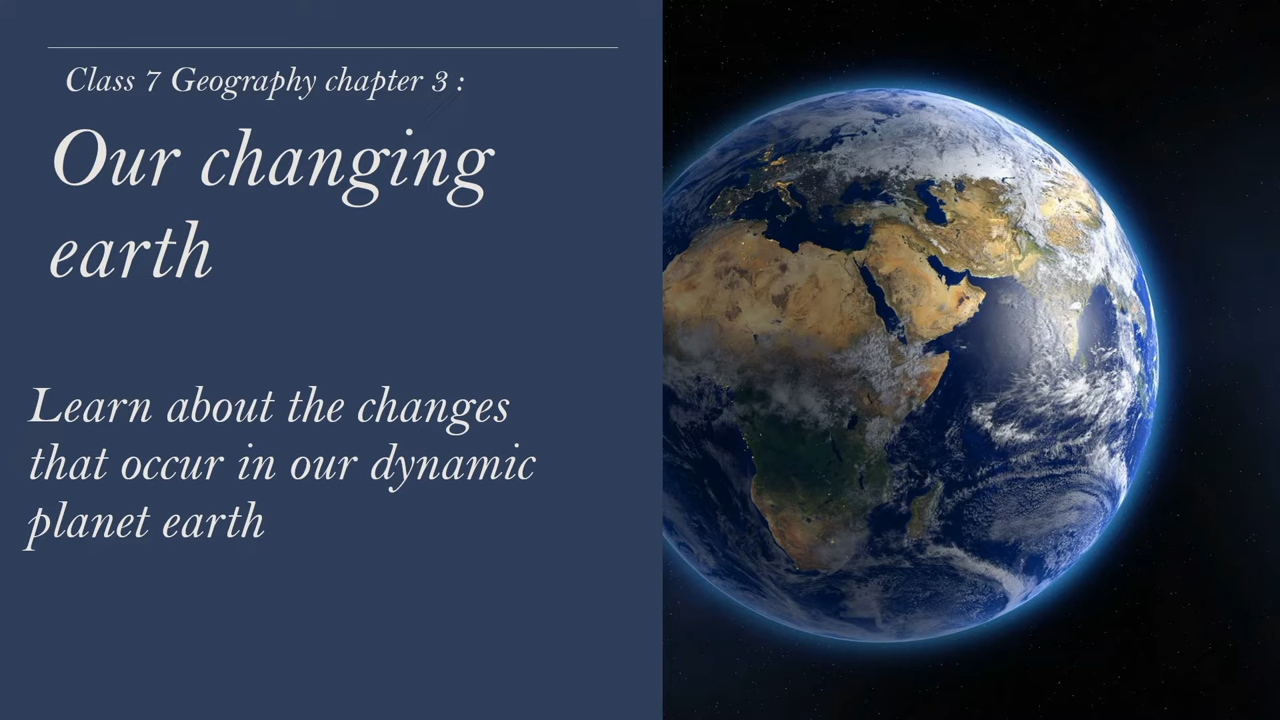 Class 7 Geography chapter 3 :
Our changing
earth
Learn about the changes
that occur in our dynamic
planet earth